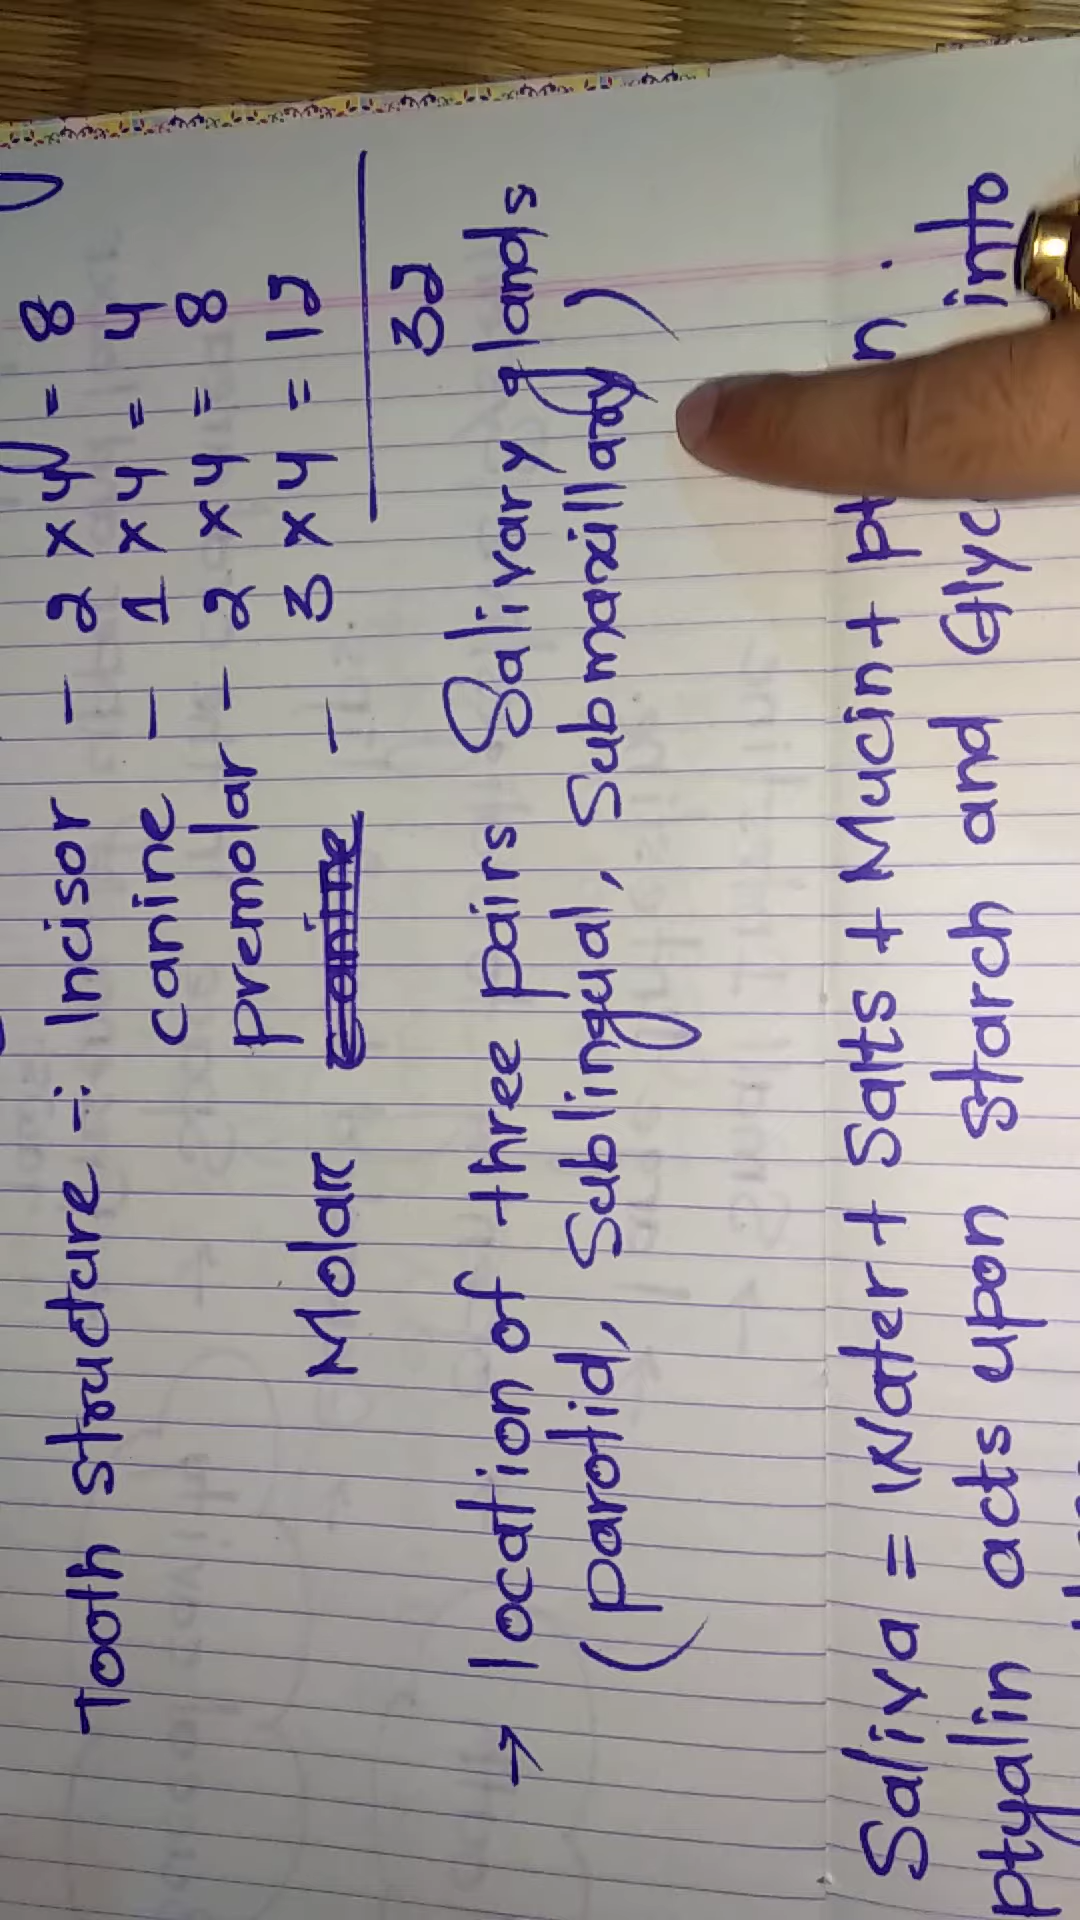 Tooth structure -: Incisor - 2 x 4 = 8
canine - 1 x 4 = 4
premolar - 2 x 4 = 8
Molar - 3 x 4 = 12
32
→ location of three pairs Salivary glands
(parotid, Sublingual, Submaxillary)
Saliva = Water + Salts + Mucin +
ptyalin acts upon starch and into